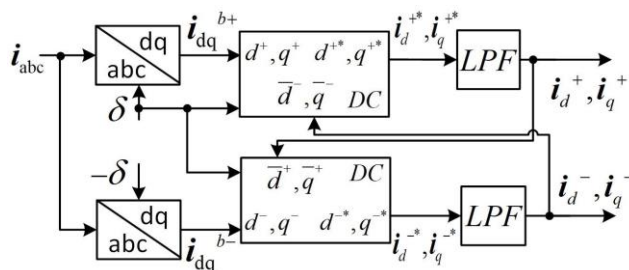 i_abc
dq
abc
i_dq^b+
d⁺, q⁺ d⁺*, q⁺*
d̅⁻, q̅⁻ DC
i_d^+*, i_q^+*
LPF
i_d^+, i_q^+
δ
−δ
dq
abc
i_dq^b−
d̅⁺, q̅⁺ DC
d⁻, q⁻ d⁻*, q⁻*
i_d^−*, i_q^−*
LPF
i_d^−, i_q^−